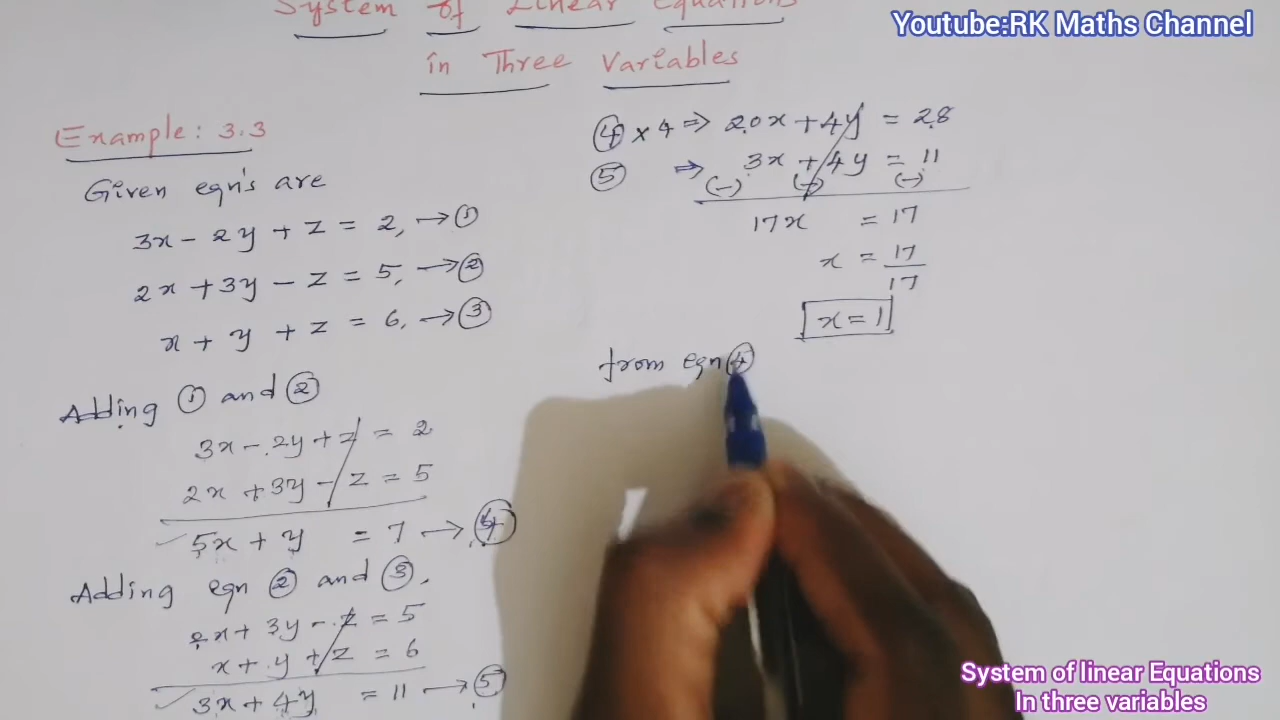 System of Linear Equations
in Three Variables
Example: 3.3
Given eqn's are
3x - 2y + z = 2, → ①
2x + 3y - z = 5, → ②
x + y + z = 6, → ③
Adding ① and ②
3x - 2y + z = 2
2x + 3y - z = 5
5x + y = 7 → ④
Adding eqn ② and ③,
2x + 3y - z = 5
x + y + z = 6
3x + 4y = 11 → ⑤
④ x 4 ⇒ 20x + 4y = 28
⑤ ⇒ 3x + 4y = 11
(-) (-) (-)
17x = 17
x = 17/17
x = 1
from eqn ④
Youtube:RK Maths Channel
System of linear Equations
In three variables